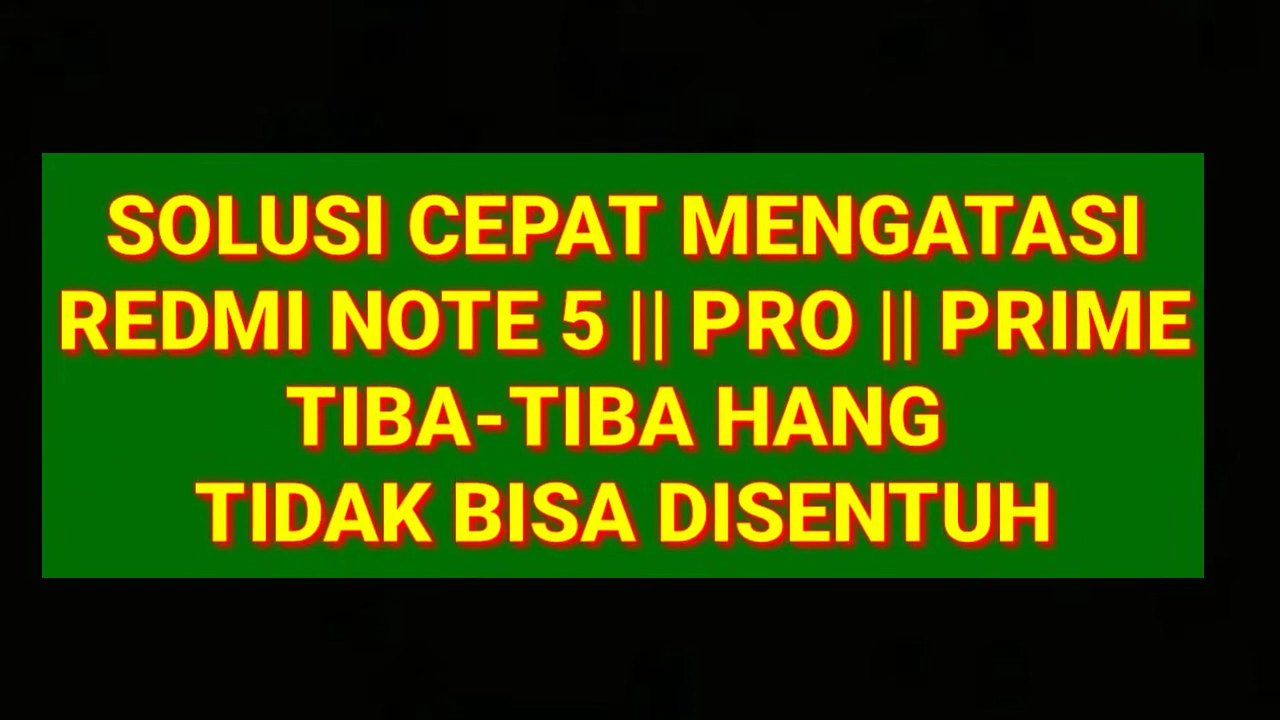 SOLUSI CEPAT MENGATASI
REDMI NOTE 5 || PRO || PRIME
TIBA-TIBA HANG
TIDAK BISA DISENTUH